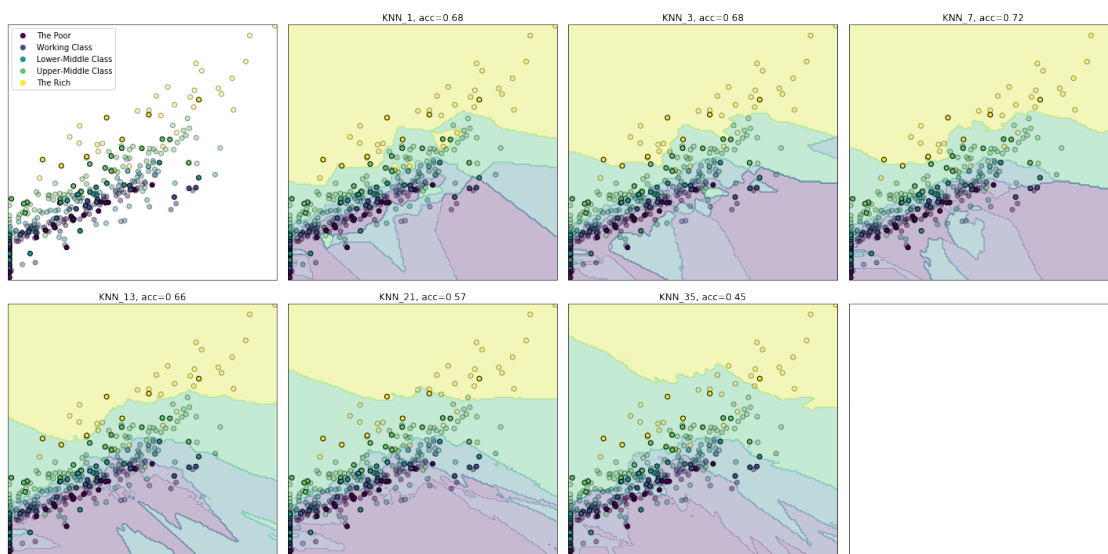 KNN_1, acc=0.68
KNN_3, acc=0.68
KNN_7, acc=0.72
The Poor
Working Class
Lower-Middle Class
Upper-Middle Class
The Rich
KNN_13, acc=0.66
KNN_21, acc=0.57
KNN_35, acc=0.45